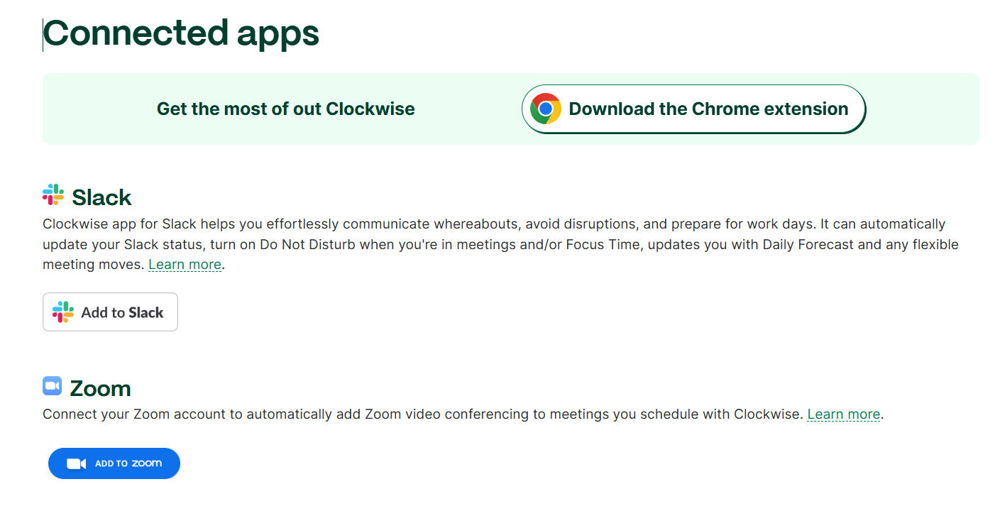 Connected apps
Get the most of out Clockwise
Download the Chrome extension
Slack
Clockwise app for Slack helps you effortlessly communicate whereabouts, avoid disruptions, and prepare for work days. It can automatically
update your Slack status, turn on Do Not Disturb when you're in meetings and/or Focus Time, updates you with Daily Forecast and any flexible
meeting moves. Learn more.
Add to Slack
Zoom
Connect your Zoom account to automatically add Zoom video conferencing to meetings you schedule with Clockwise. Learn more.
ADD TO zoom